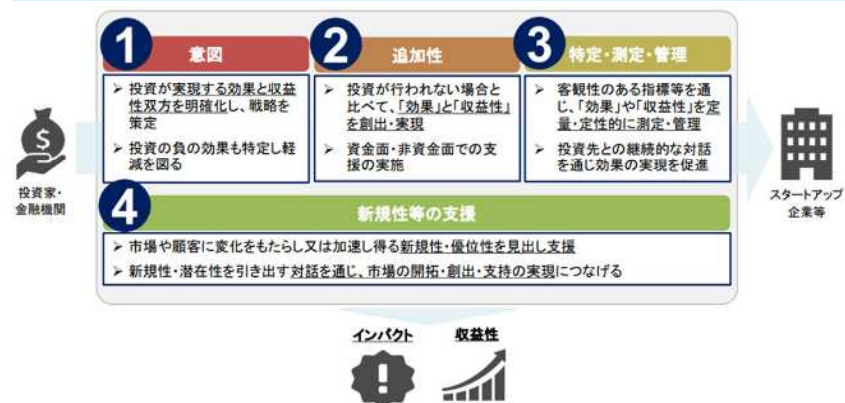 1
意図
➢ 投資が実現する効果と収益
性双方を明確化し、戦略を
策定
➢ 投資の負の効果も特定し軽
減を図る
2
追加性
➢ 投資が行われない場合と
比べて、「効果」と「収益性」
を創出・実現
➢ 資金面・非資金面での支
援の実施
3
特定・測定・管理
➢ 客観性のある指標等を通
じ、「効果」や「収益性」を定
量・定性的に測定・管理
➢ 投資先との継続的な対話
を通じ効果の実現を促進
$
投資家・
金融機関
スタートアップ
企業等
4
新規性等の支援
➢ 市場や顧客に変化をもたらし又は加速し得る新規性・優位性を見出し支援
➢ 新規性・潜在性を引き出す対話を通じ、市場の開拓・創出・支持の実現につなげる
インパクト
収益性
!